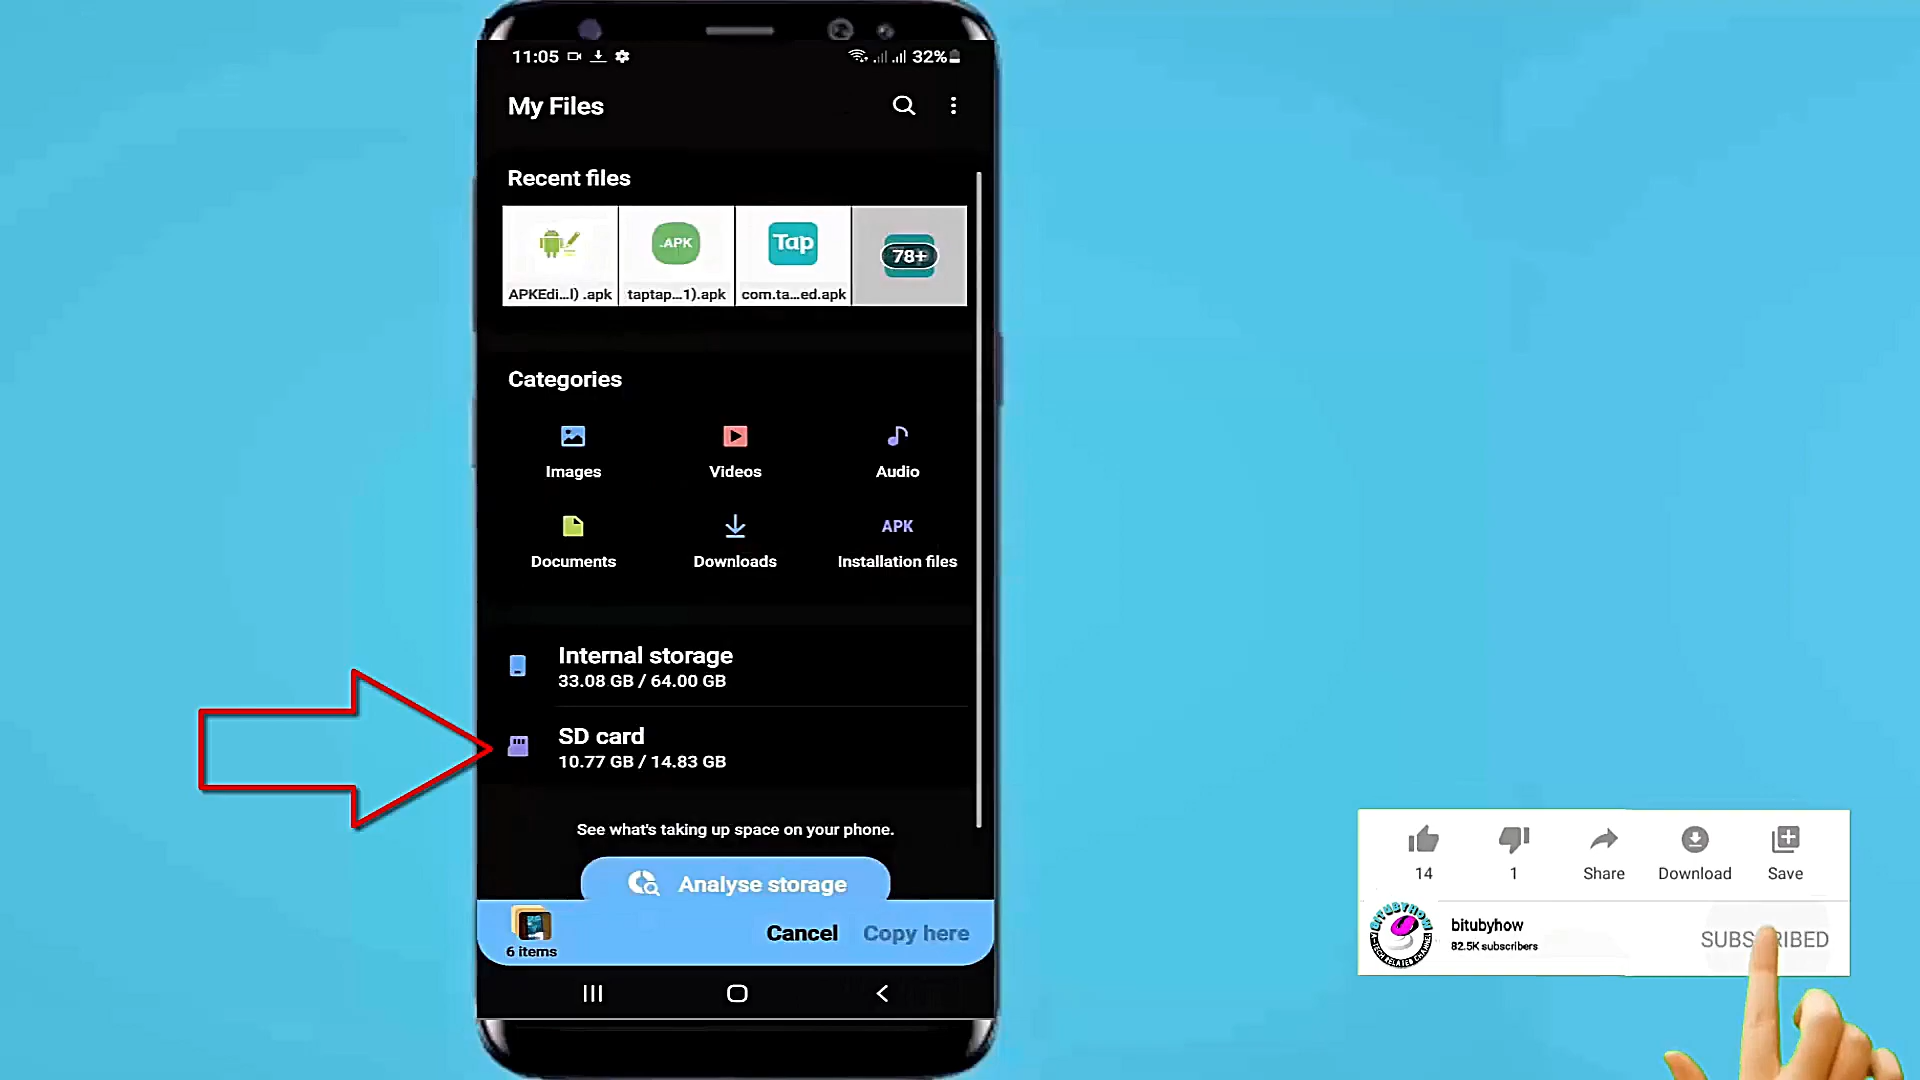 11:05
32%
My Files
Recent files
.APK
Tap
78+
APKEdi...l) .apk
taptap...1).apk
com.ta...ed.apk
Categories
Images
Videos
Audio
APK
Documents
Downloads
Installation files
Internal storage
33.08 GB / 64.00 GB
SD card
10.77 GB / 14.83 GB
See what's taking up space on your phone.
Analyse storage
6 items
Cancel
Copy here
14
1
Share
Download
Save
BITUBYHOW
bitubyhow
82.5K subscribers
SUBSCRIBED